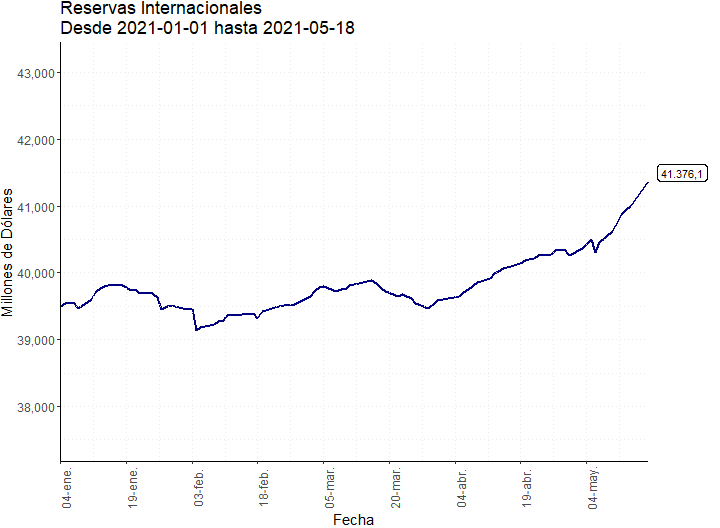 Reservas Internacionales
Desde 2021-01-01 hasta 2021-05-18
43,000
42,000
41.376,1
41,000
40,000
39,000
38,000
Millones de Dólares
04-ene.
19-ene.
03-feb.
18-feb.
05-mar.
20-mar.
04-abr.
19-abr.
04-may.
Fecha